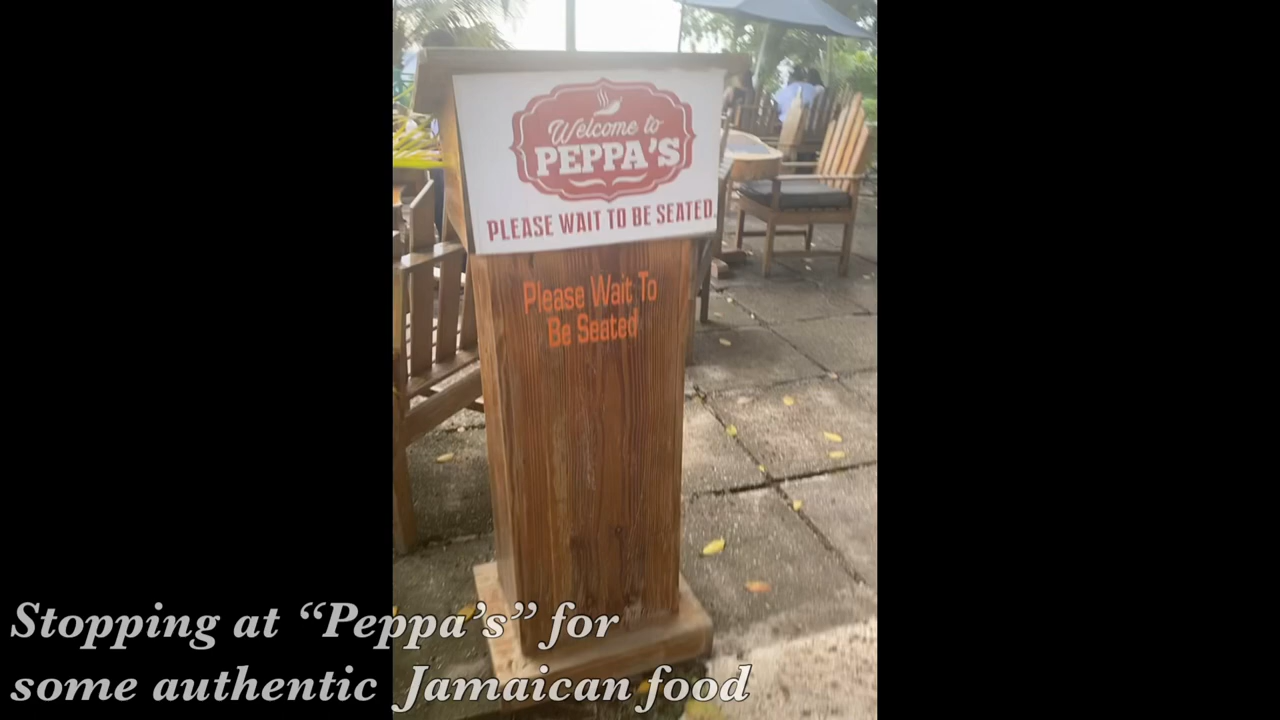 Welcome to
PEPPA'S
PLEASE WAIT TO BE SEATED.
Please Wait To
Be Seated
Stopping at “Peppa’s” for
some authentic Jamaican food